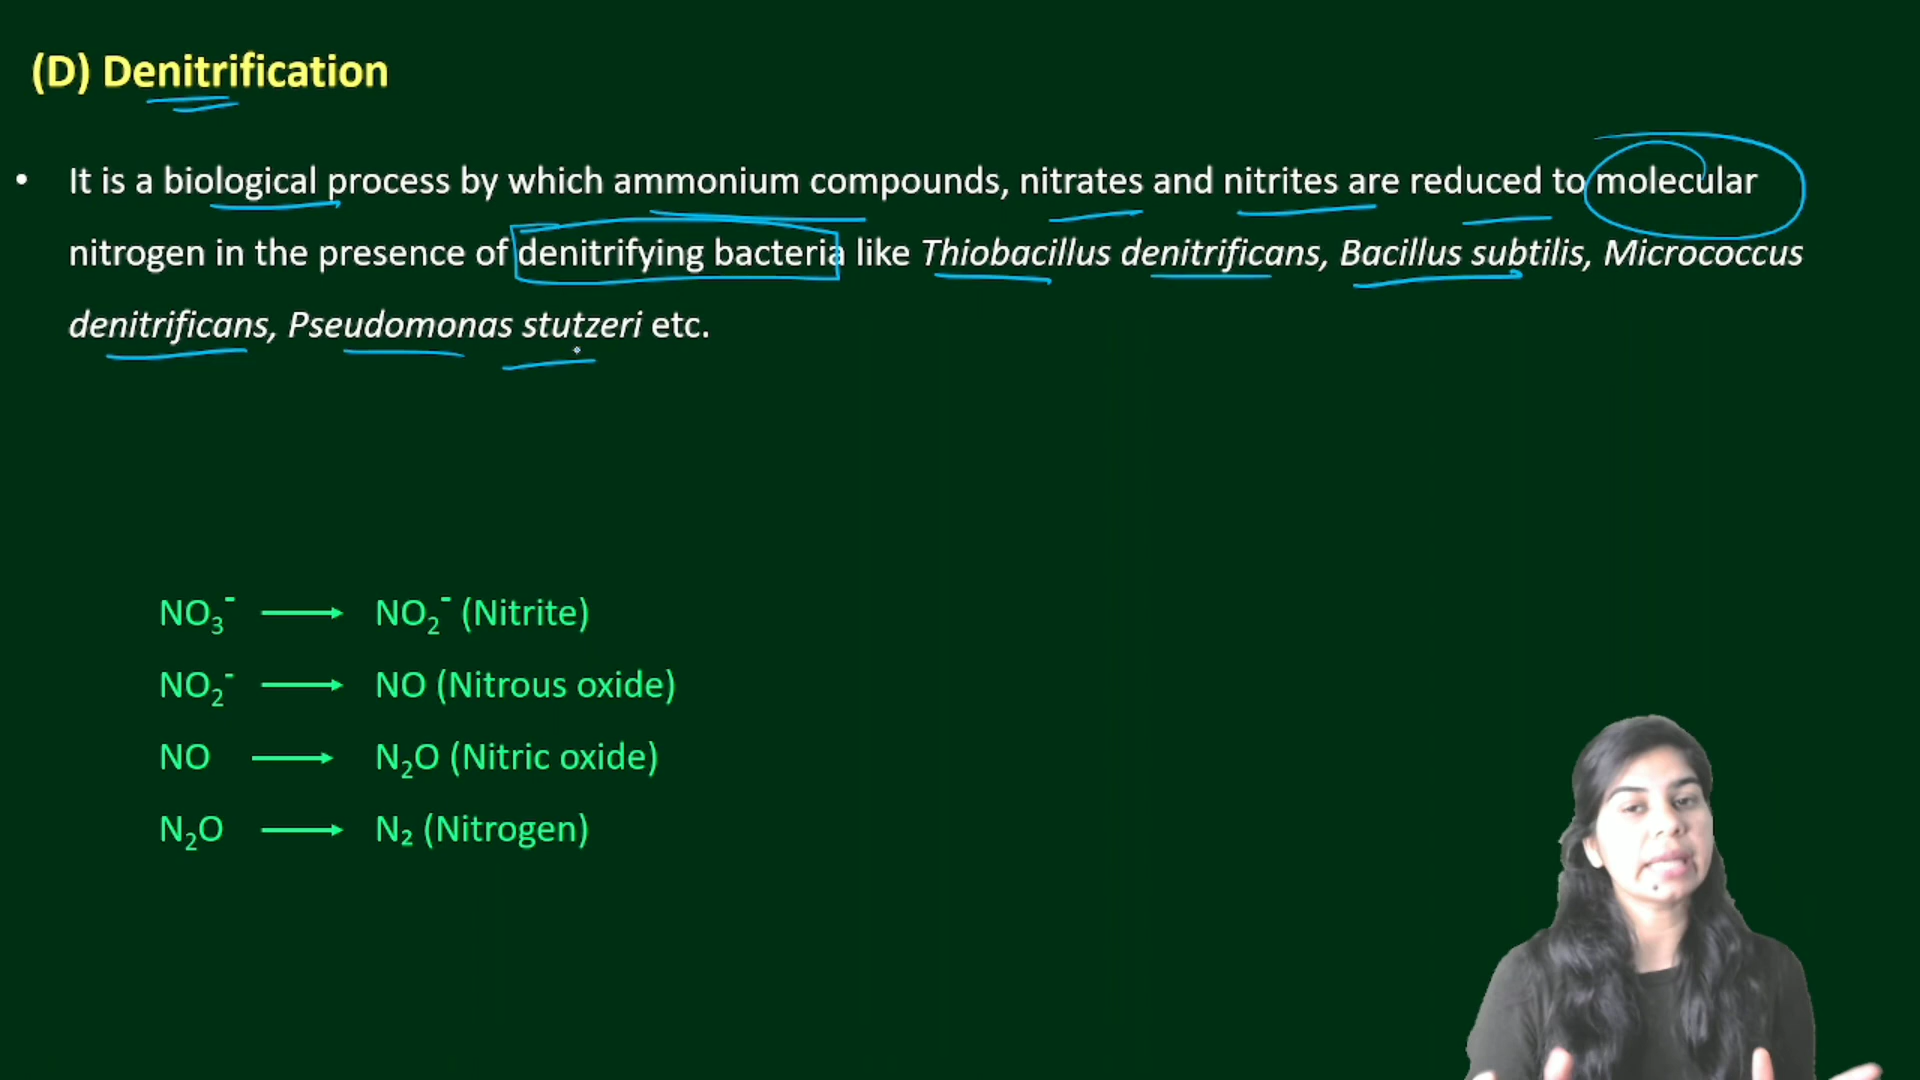 (D) Denitrification
• It is a biological process by which ammonium compounds, nitrates and nitrites are reduced to molecular
nitrogen in the presence of denitrifying bacteria like Thiobacillus denitrificans, Bacillus subtilis, Micrococcus
denitrificans, Pseudomonas stutzeri etc.
NO₃⁻ ⟶ NO₂⁻ (Nitrite)
NO₂⁻ ⟶ NO (Nitrous oxide)
NO ⟶ N₂O (Nitric oxide)
N₂O ⟶ N₂ (Nitrogen)